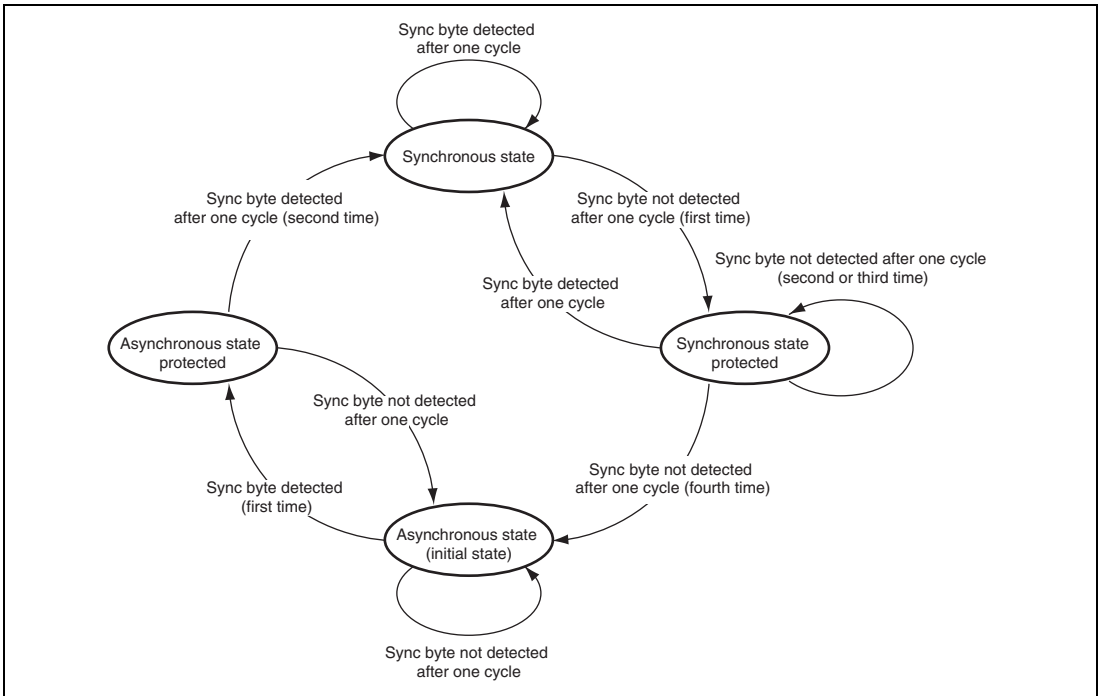 Sync byte detected
after one cycle
Synchronous state
Sync byte detected
after one cycle (second time)
Sync byte not detected
after one cycle (first time)
Sync byte not detected after one cycle
(second or third time)
Sync byte detected
after one cycle
Asynchronous state
protected
Synchronous state
protected
Sync byte not detected
after one cycle
Sync byte detected
(first time)
Sync byte not detected
after one cycle (fourth time)
Asynchronous state
(initial state)
Sync byte not detected
after one cycle